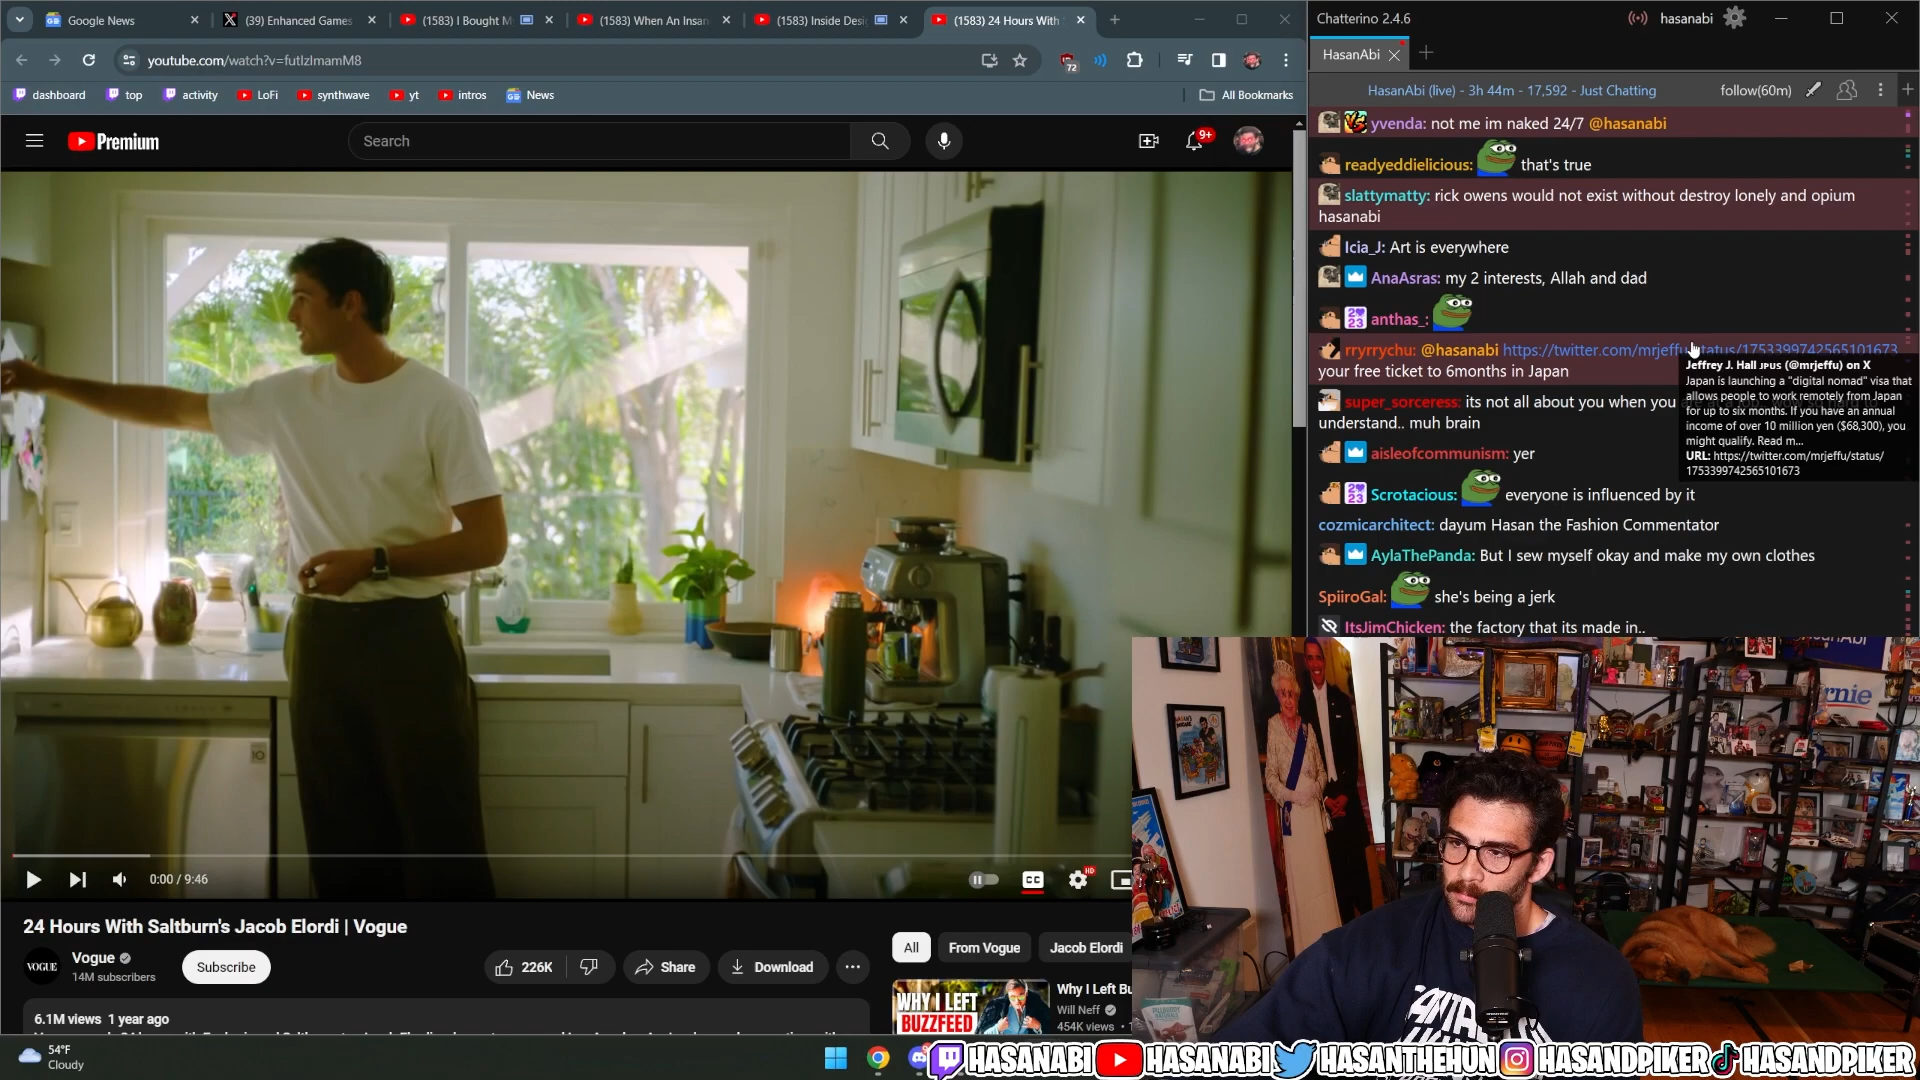 Google News
(39) Enhanced Games
(1583) I Bought M
(1583) When An Insan
(1583) Inside Desi
(1583) 24 Hours With
youtube.com/watch?v=futIzImamM8
72
dashboard
top
activity
LoFi
synthwave
yt
intros
News
All Bookmarks
Premium
Search
9+
0:00 / 9:46
CC
HD
24 Hours With Saltburn's Jacob Elordi | Vogue
VOGUE
Vogue
14M subscribers
Subscribe
226K
Share
Download
6.1M views 1 year ago
All
From Vogue
Jacob Elordi
WHY I LEFT
BUZZFEED
Why I Left Bu
Will Neff
454K views
54°F
Cloudy
Chatterino 2.4.6
hasanabi
HasanAbi
HasanAbi (live) - 3h 44m - 17,592 - Just Chatting
follow(60m)
yvenda: not me im naked 24/7 @hasanabi
readyeddielicious: that's true
slattymatty: rick owens would not exist without destroy lonely and opium
hasanabi
Icia_J: Art is everywhere
AnaAsras: my 2 interests, Allah and dad
anthas_:
rryrrychu: @hasanabi https://twitter.com/mrjeffu/status/1753399742565101673
your free ticket to 6months in Japan
Jeffrey J. Hall JPUS (@mrjeffu) on X
Japan is launching a "digital nomad" visa that
allows people to work remotely from Japan
for up to six months. If you have an annual
income of over 10 million yen ($68,300), you
might qualify. Read m...
URL: https://twitter.com/mrjeffu/status/
1753399742565101673
super_sorceress: its not all about you when you
understand.. muh brain
aisleofcommunism: yer
Scrotacious: everyone is influenced by it
cozmicarchitect: dayum Hasan the Fashion Commentator
AylaThePanda: But I sew myself okay and make my own clothes
SpiiroGal: she's being a jerk
ItsJimChicken: the factory that its made in..
HASANABI
HASANABI
HASANTHEHUN
HASANDPIKER
HASANDPIKER